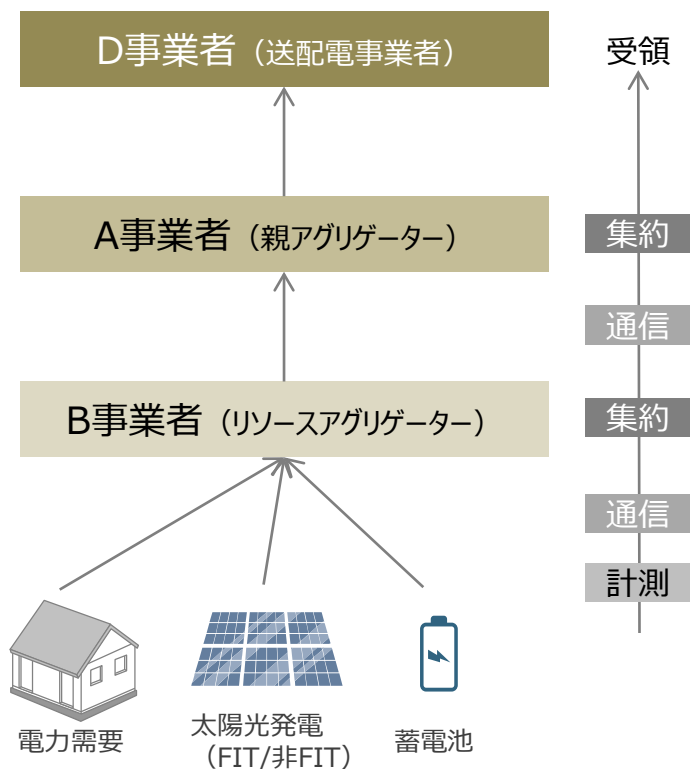 D事業者（送配電事業者）
受領
A事業者（親アグリゲーター）
集約
通信
B事業者（リソースアグリゲーター）
集約
通信
計測
電力需要
太陽光発電
（FIT/非FIT）
蓄電池